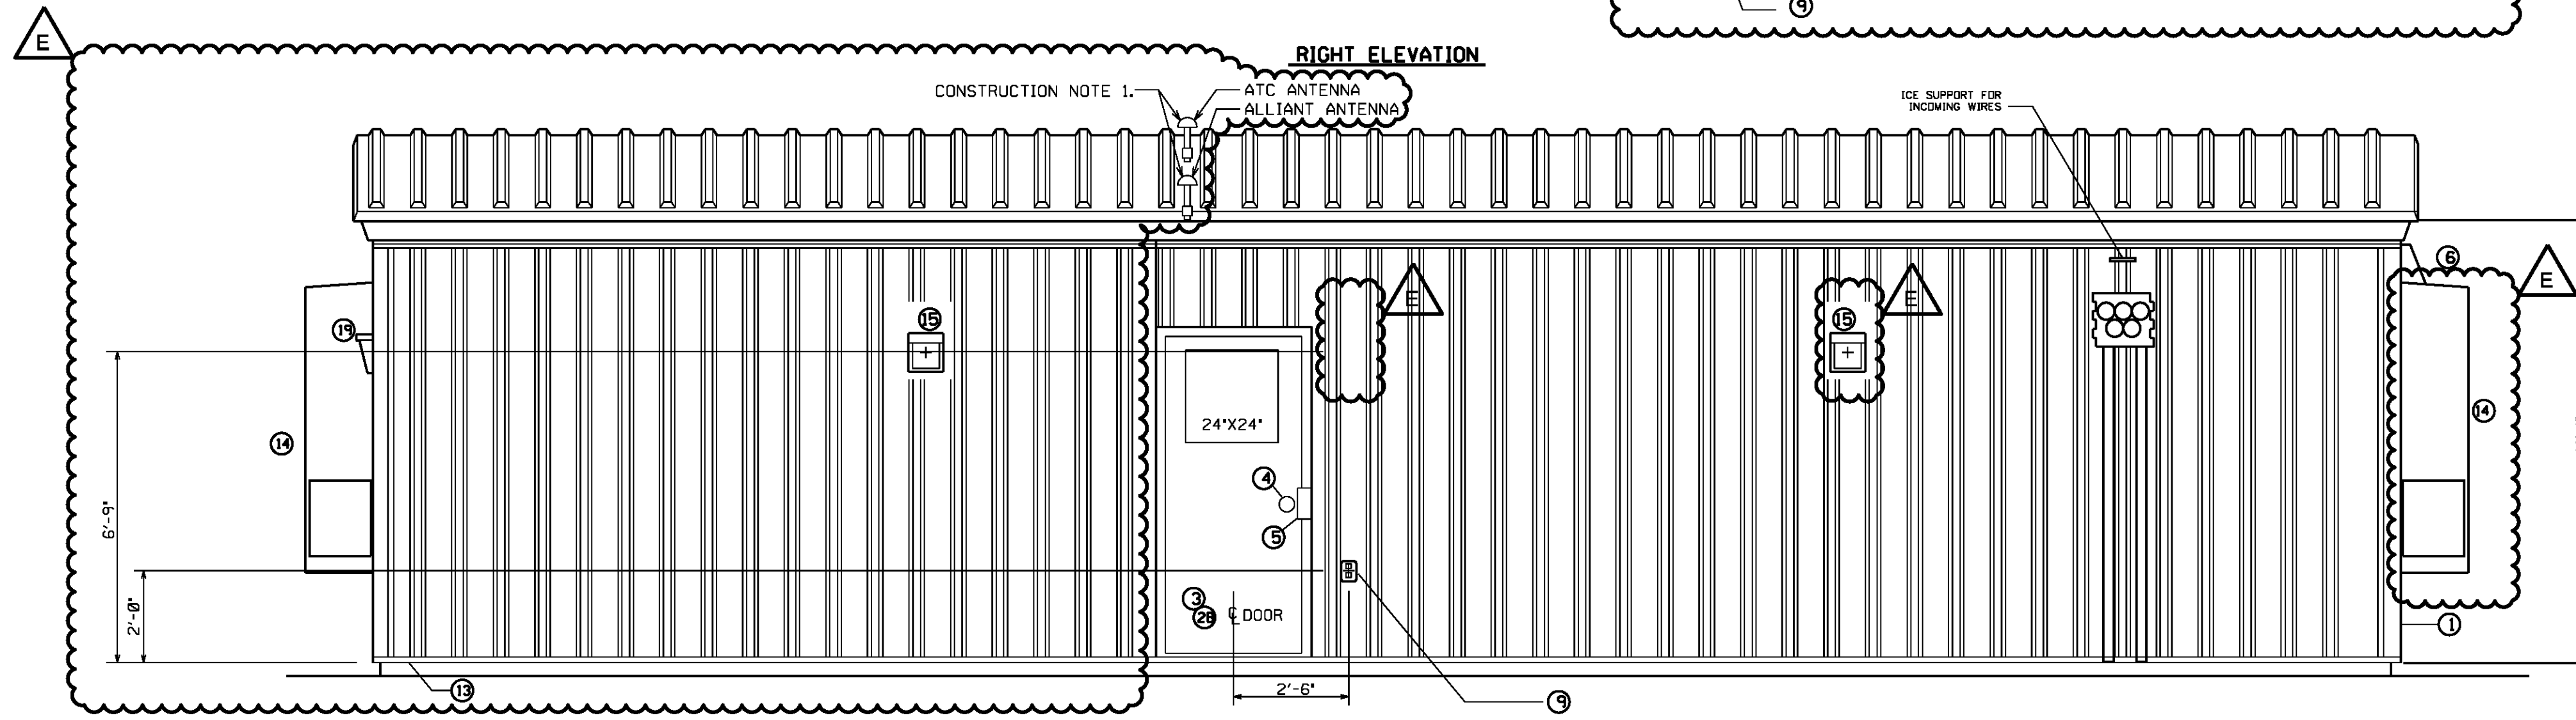 9
E
RIGHT ELEVATION
CONSTRUCTION NOTE 1.
ATC ANTENNA
ALLIANT ANTENNA
ICE SUPPORT FOR
INCOMING WIRES
6
E
E
E
15
15
19
14
14
24"X24"
4
5
6'-9"
2'-0"
3
2B
℄ DOOR
1
13
2'-6"
9